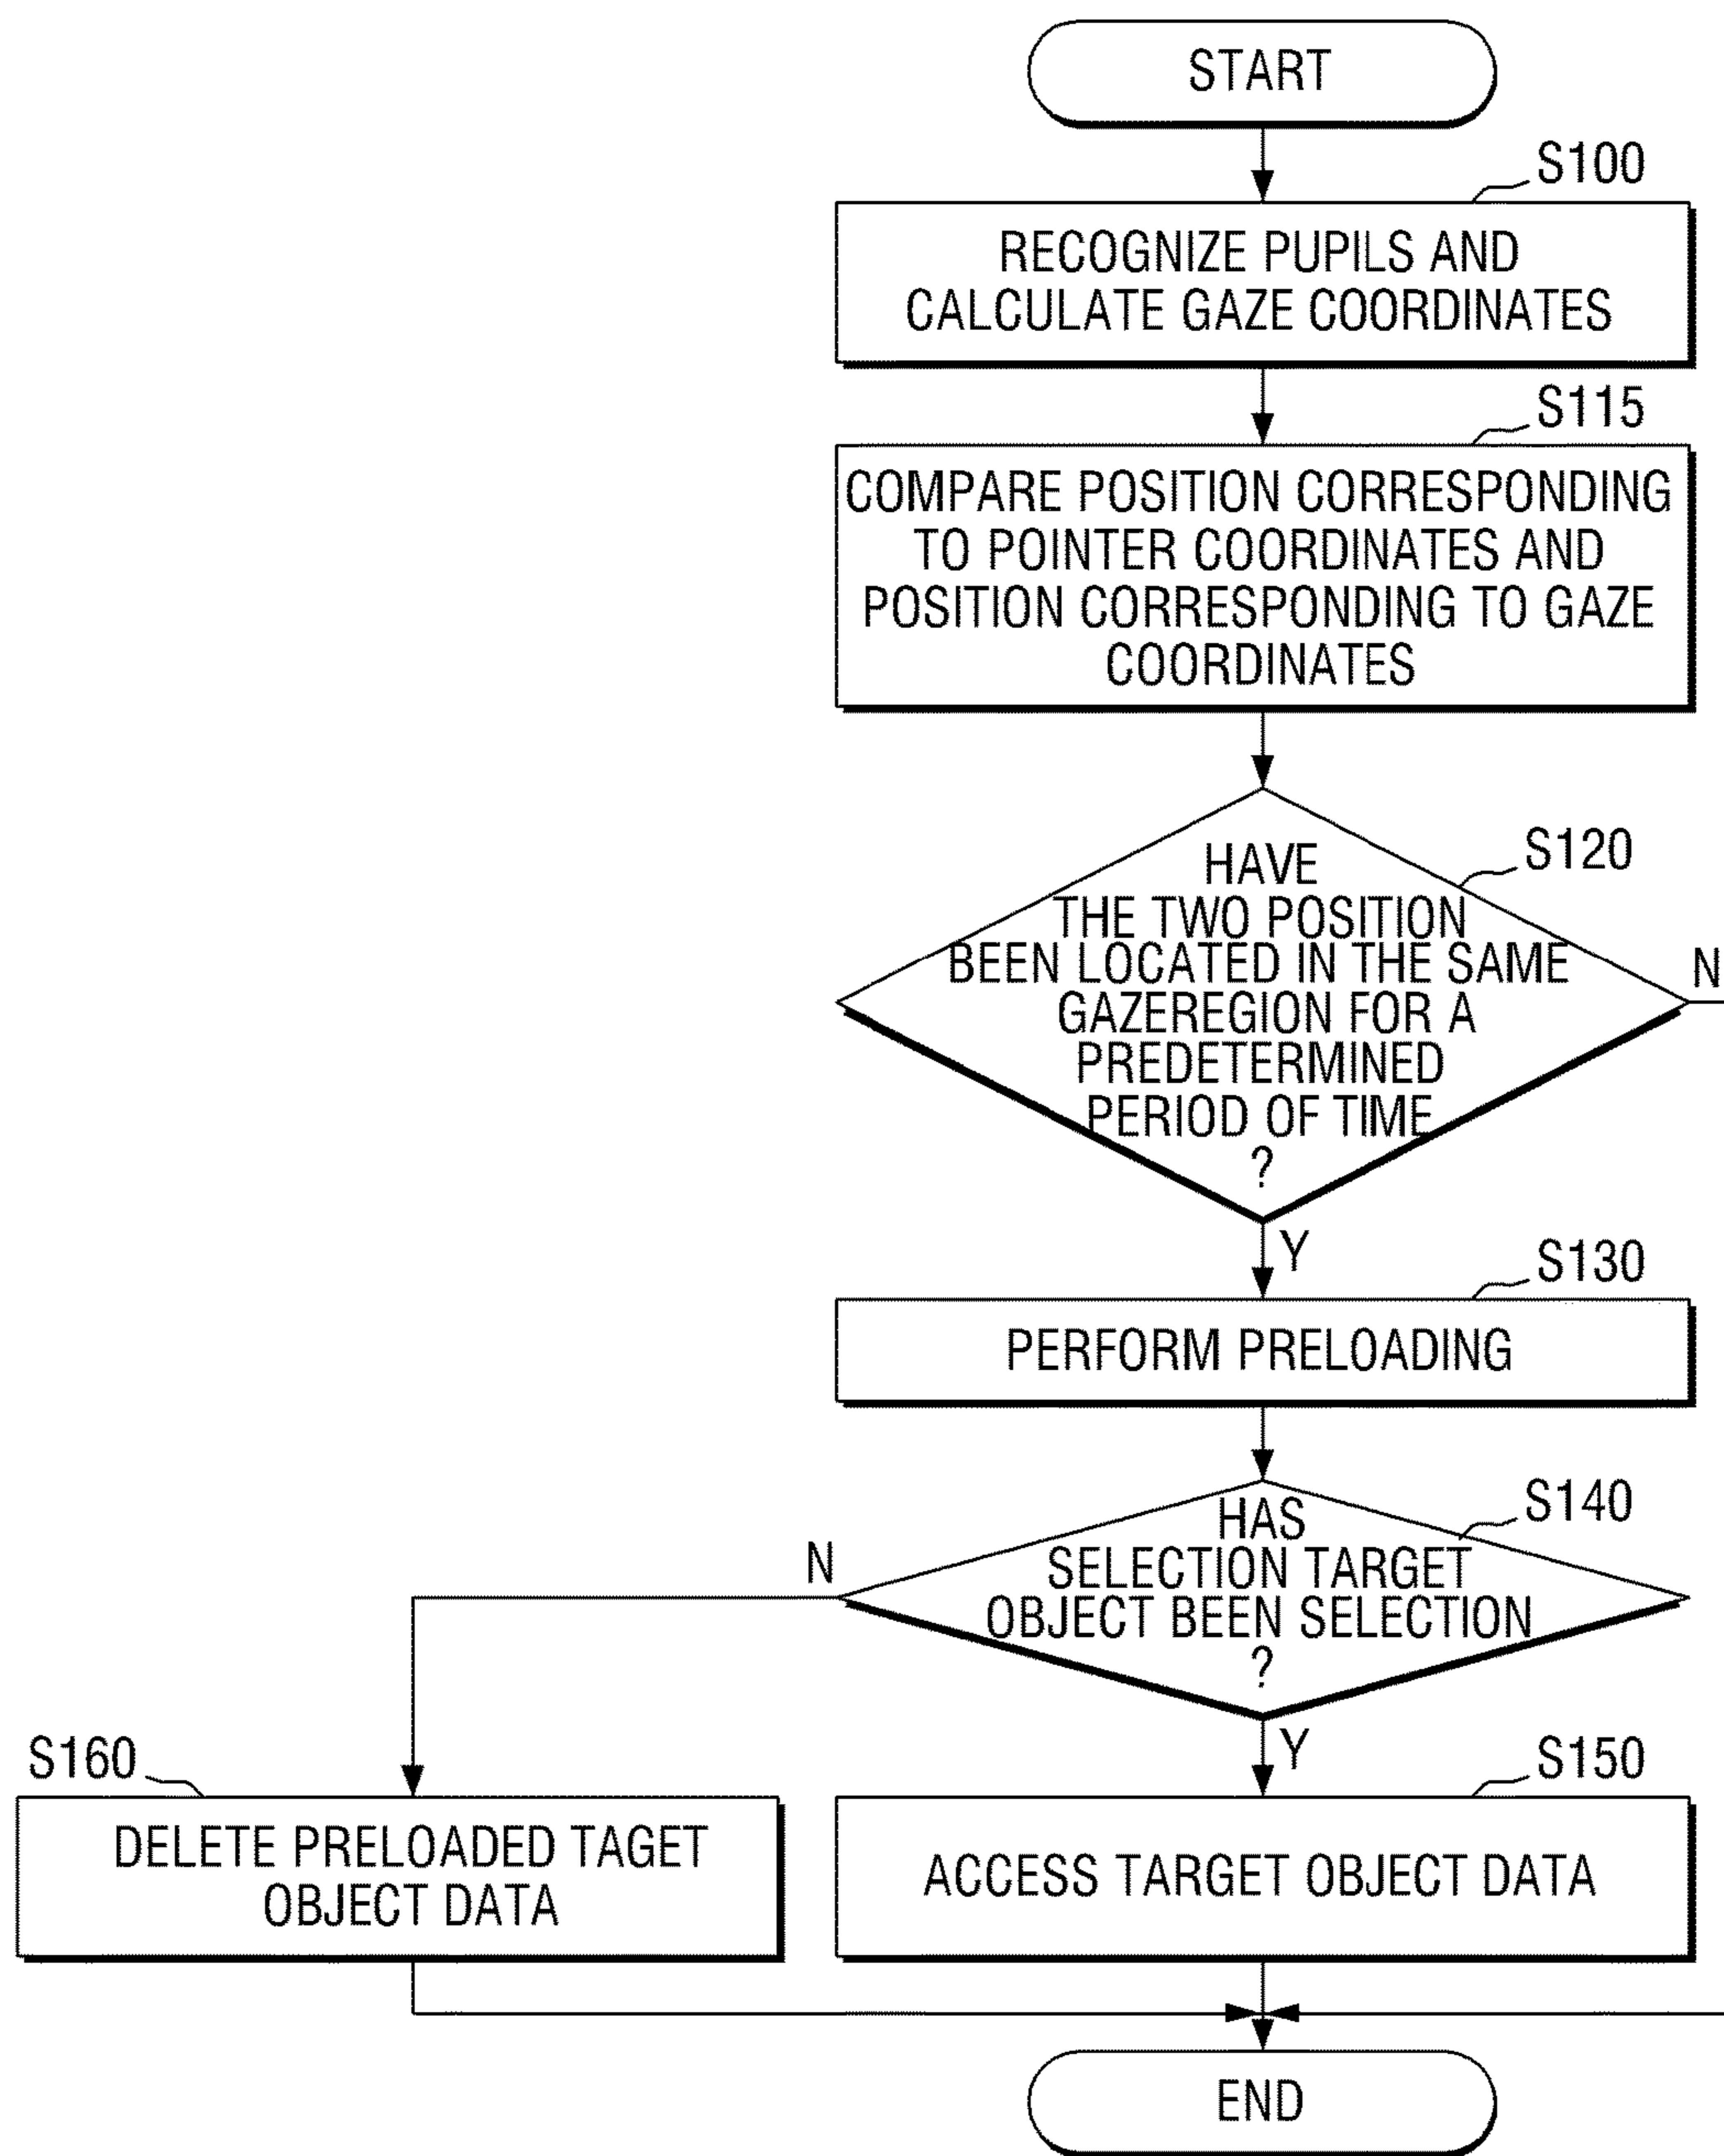 START
S100
RECOGNIZE PUPILS AND
CALCULATE GAZE COORDINATES
S115
COMPARE POSITION CORRESPONDING
TO POINTER COORDINATES AND
POSITION CORRESPONDING TO GAZE
COORDINATES
S120
HAVE
THE TWO POSITION
BEEN LOCATED IN THE SAME
GAZEREGION FOR A
PREDETERMINED
PERIOD OF TIME
?
N
Y
S130
PERFORM PRELOADING
S140
HAS
SELECTION TARGET
OBJECT BEEN SELECTION
?
N
Y
S160
DELETE PRELOADED TAGET
OBJECT DATA
S150
ACCESS TARGET OBJECT DATA
END